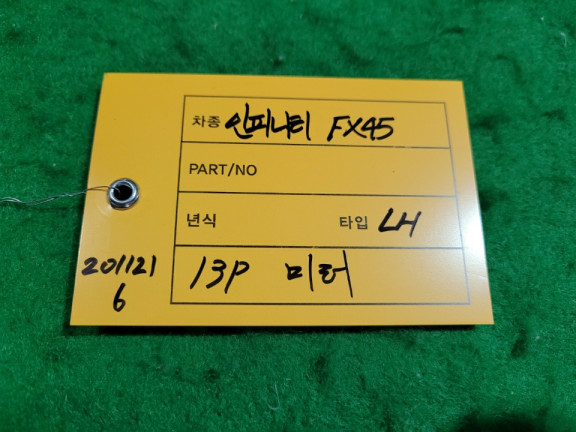 차종 인피니티 FX45
PART/NO
년식 타입 LH
13P 미러
201121
6